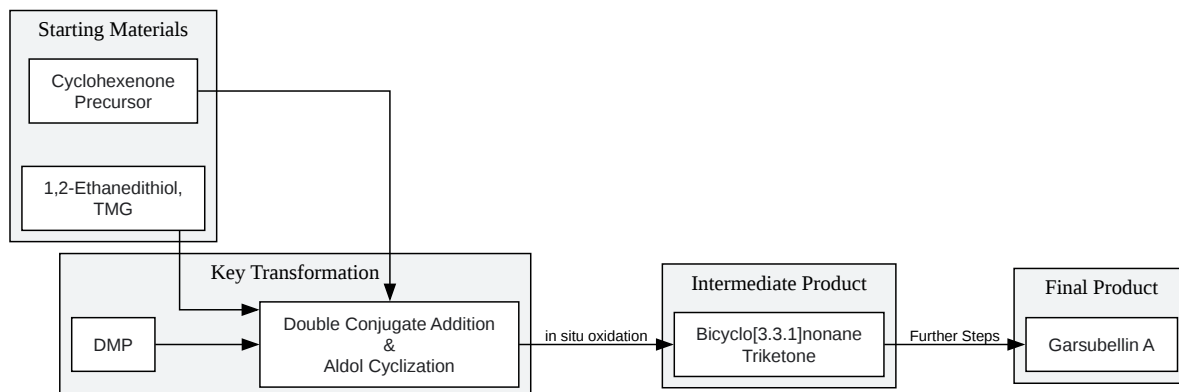 Starting Materials
Cyclohexenone
Precursor
1,2-Ethanedithiol,
TMG
Key Transformation
DMP
Double Conjugate Addition
&
Aldol Cyclization
in situ oxidation
Intermediate Product
Bicyclo[3.3.1]nonane
Triketone
Further Steps
Final Product
Garsubellin A